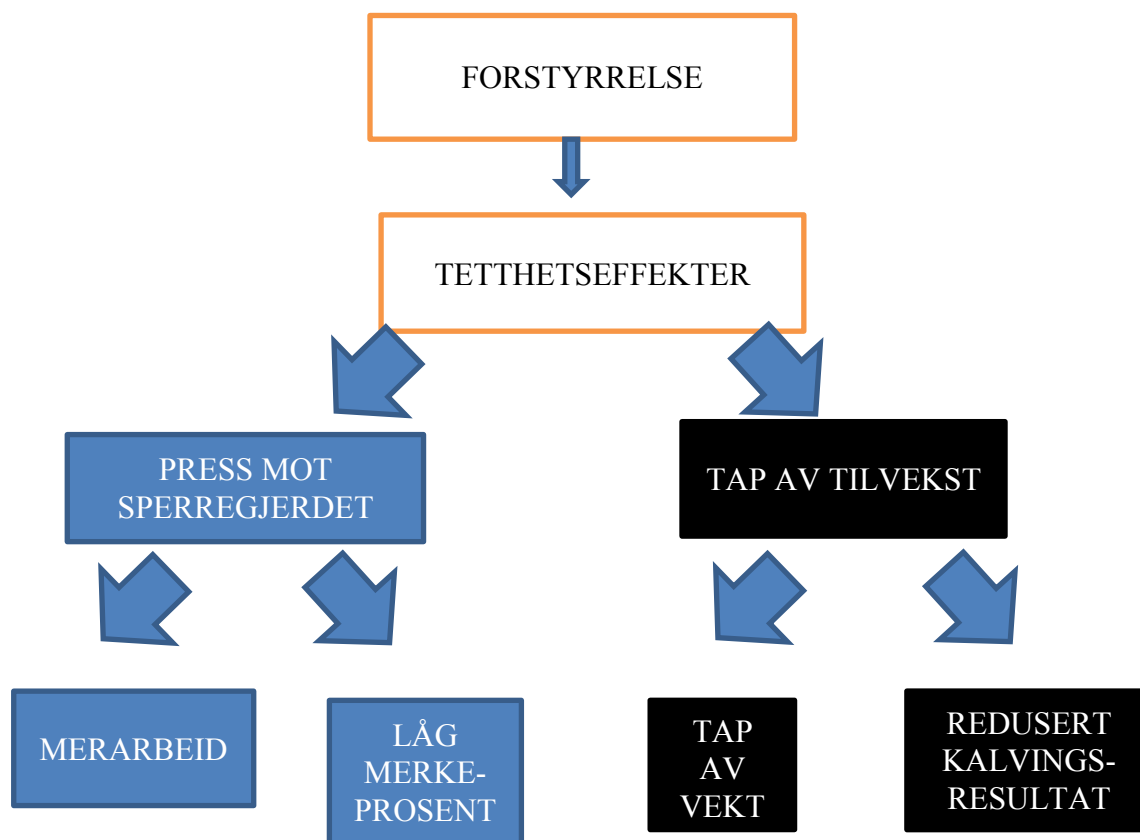 FORSTYRRELSE
TETTHETSEFFEKTER
PRESS MOT
SPERREGJERDET
TAP AV TILVEKST
MERARBEID
LÅG
MERKE-
PROSENT
TAP
AV
VEKT
REDUSERT
KALVINGS-
RESULTAT